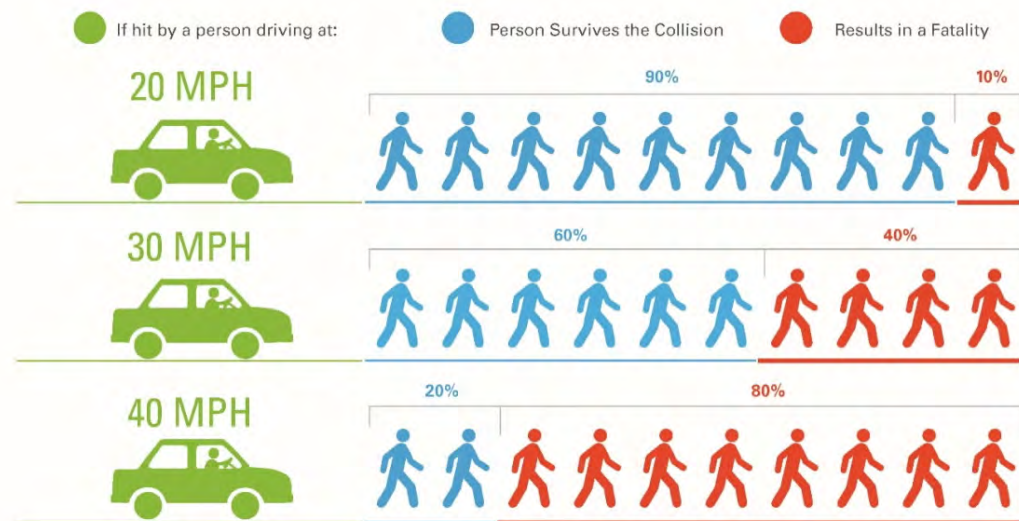 If hit by a person driving at: Person Survives the Collision Results in a Fatality
20 MPH 90% 10%
30 MPH 60% 40%
40 MPH 20% 80%